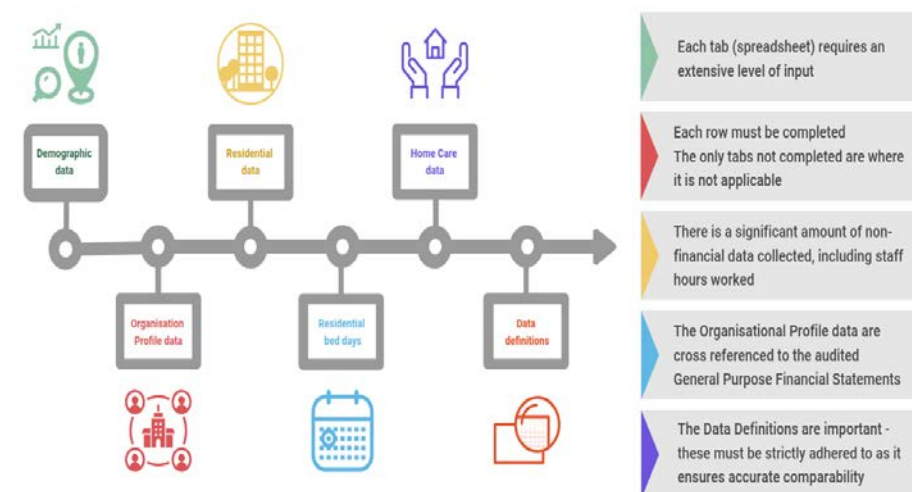 Demographic
data
Residential
data
Home Care
data
Organisation
Profile data
Residential
bed days
Data
definitions
Each tab (spreadsheet) requires an
extensive level of input
Each row must be completed
The only tabs not completed are where
it is not applicable
There is a significant amount of non-
financial data collected, including staff
hours worked
The Organisational Profile data are
cross referenced to the audited
General Purpose Financial Statements
The Data Definitions are important -
these must be strictly adhered to as it
ensures accurate comparability